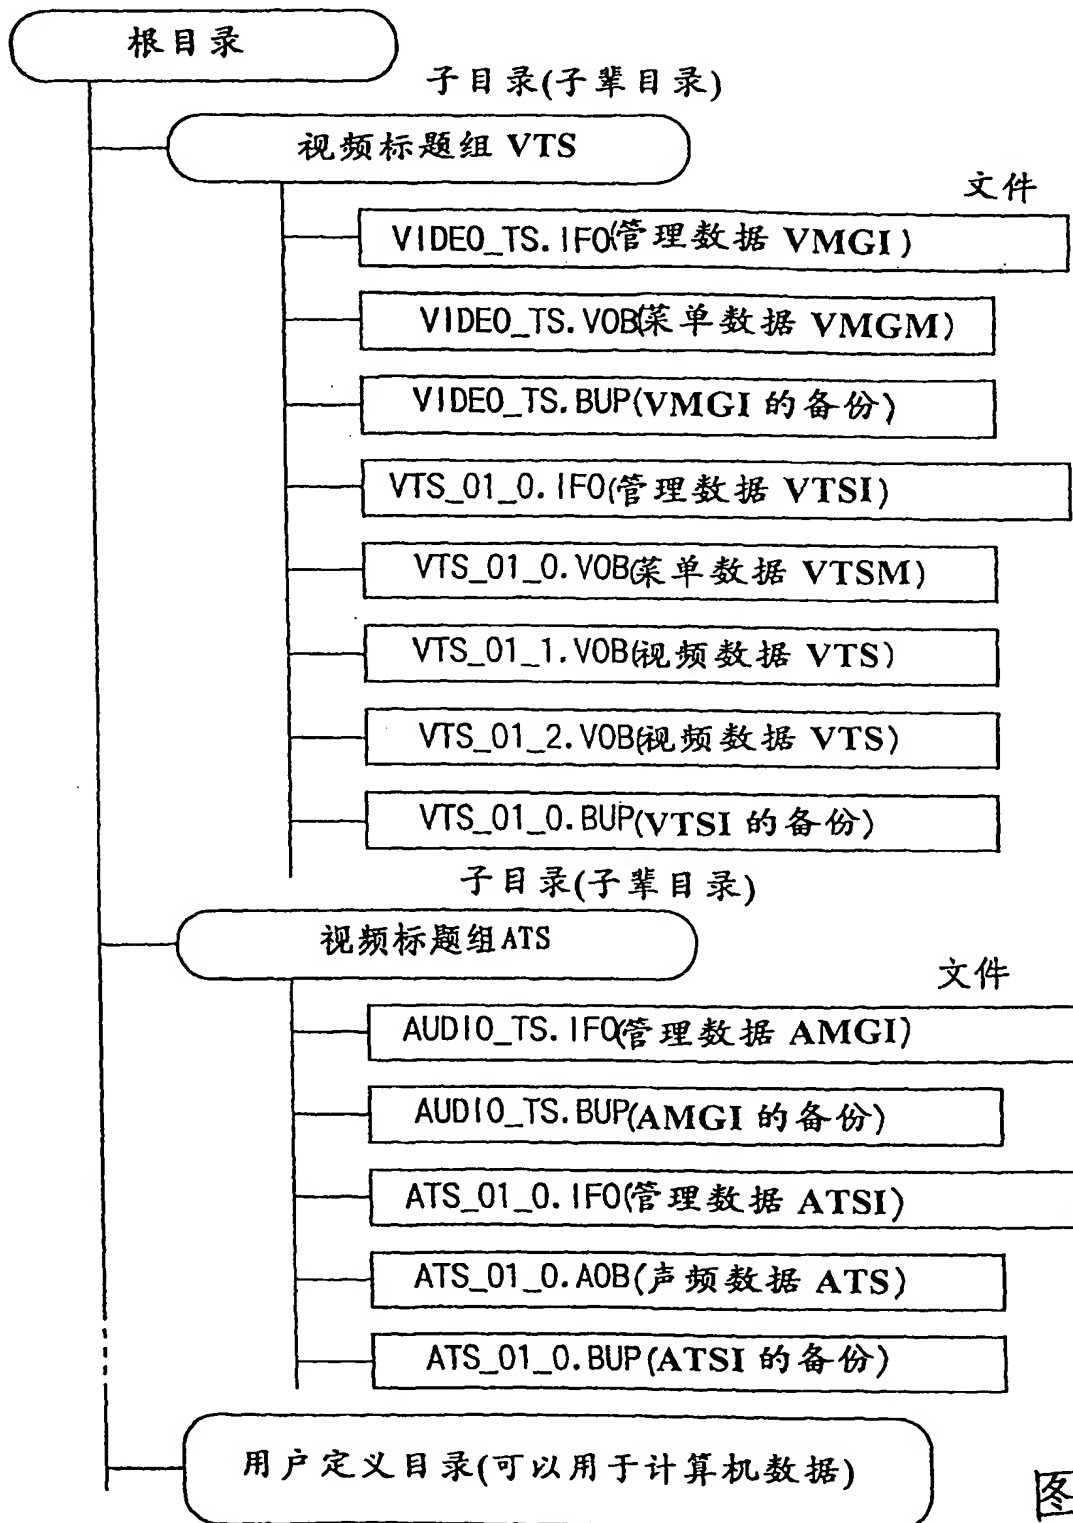 根目录
子目录(子辈目录)
视频标题组 VTS
文件
VIDEO_TS.IFO(管理数据 VMGI)
VIDEO_TS.VOB(菜单数据 VMGM)
VIDEO_TS.BUP(VMGI 的备份)
VTS_01_0.IFO(管理数据 VTSI)
VTS_01_0.VOB(菜单数据 VTSM)
VTS_01_1.VOB(视频数据 VTS)
VTS_01_2.VOB(视频数据 VTS)
VTS_01_0.BUP(VTSI 的备份)
子目录(子辈目录)
视频标题组ATS
文件
AUDIO_TS.IFO(管理数据 AMGI)
AUDIO_TS.BUP(AMGI 的备份)
ATS_01_0.IFO(管理数据 ATSI)
ATS_01_0.AOB(声频数据 ATS)
ATS_01_0.BUP(ATSI 的备份)
用户定义目录(可以用于计算机数据)
图